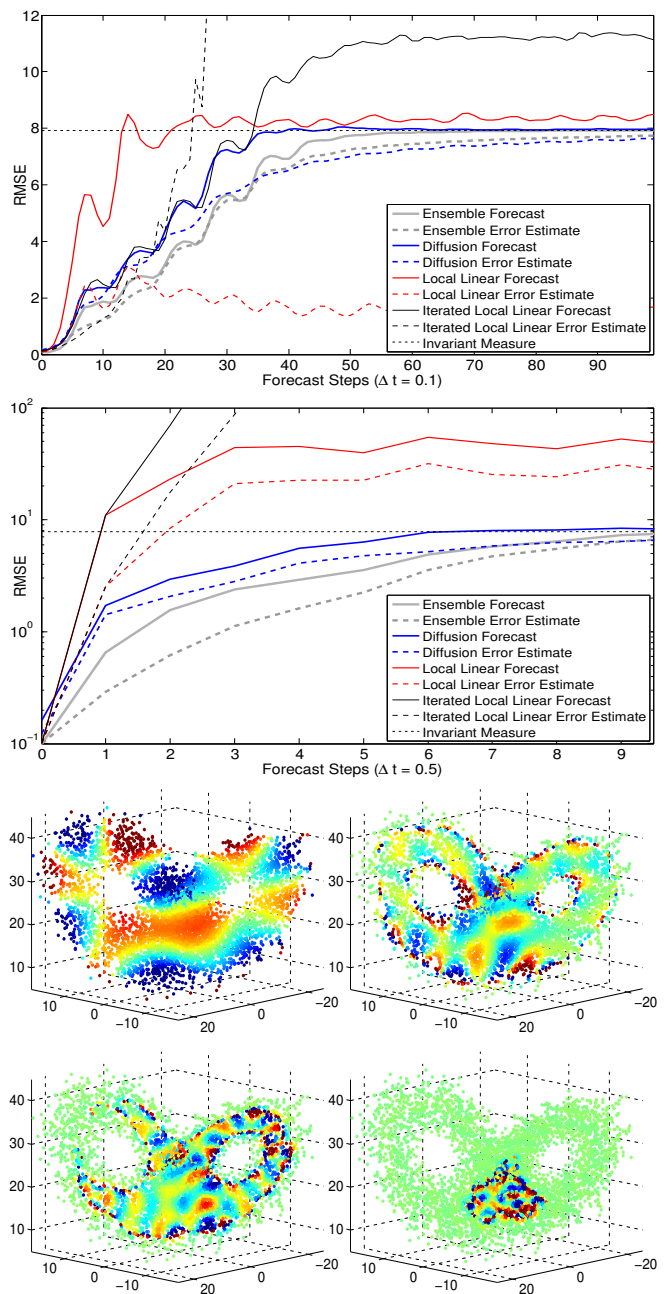 12
10
8
6
4
2
0
RMSE
Ensemble Forecast
Ensemble Error Estimate
Diffusion Forecast
Diffusion Error Estimate
Local Linear Forecast
Local Linear Error Estimate
Iterated Local Linear Forecast
Iterated Local Linear Error Estimate
Invariant Measure
0 10 20 30 40 50 60 70 80 90
Forecast Steps (Δ t = 0.1)
10^2
10^1
10^0
10^-1
RMSE
Ensemble Forecast
Ensemble Error Estimate
Diffusion Forecast
Diffusion Error Estimate
Local Linear Forecast
Local Linear Error Estimate
Iterated Local Linear Forecast
Iterated Local Linear Error Estimate
Invariant Measure
0 1 2 3 4 5 6 7 8 9
Forecast Steps (Δ t = 0.5)
40
30
20
10
10 0 -10 20 0 -20
40
30
20
10
10 0 -10 20 0 -20
40
30
20
10
10 0 -10 20 0 -20
40
30
20
10
10 0 -10 20 0 -20